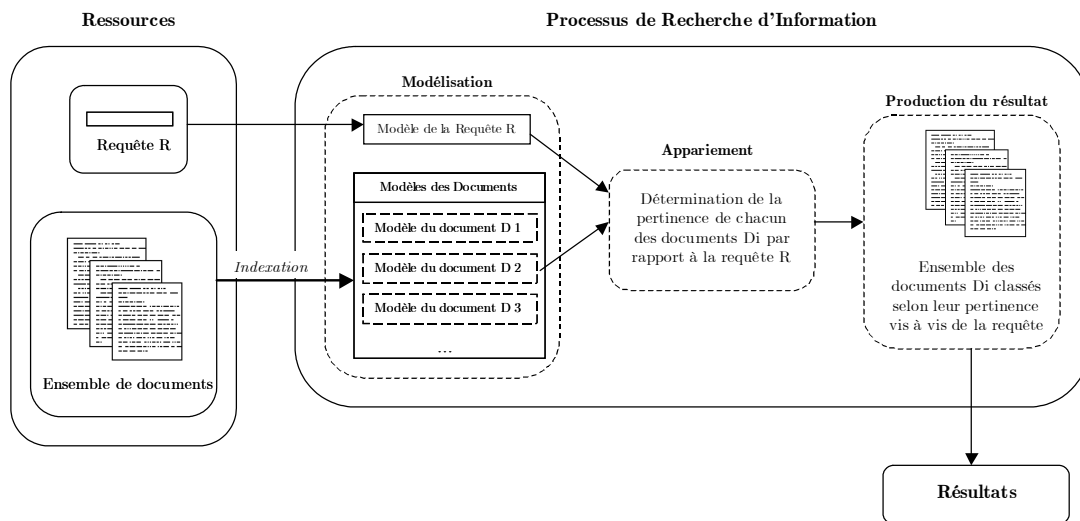 Ressources
Processus de Recherche d'Information
Requête R
Ensemble de documents
Indexation
Modélisation
Modèle de la Requête R
Modèles des Documents
Modèle du document D 1
Modèle du document D 2
Modèle du document D 3
...
Appariement
Détermination de la
pertinence de chacun
des documents Di par
rapport à la requête R
Production du résultat
Ensemble des
documents Di classés
selon leur pertinence
vis à vis de la requête
Résultats